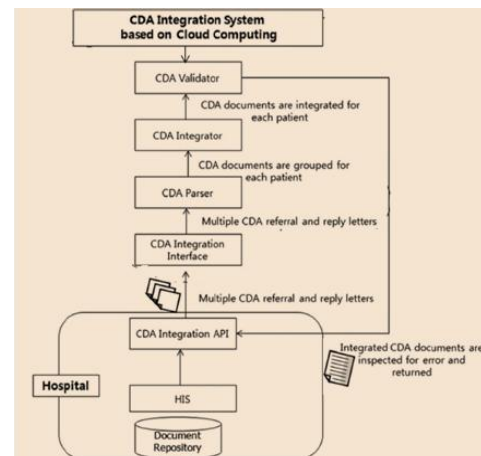 CDA Integration System
based on Cloud Computing
CDA Validator
CDA documents are integrated for
each patient
CDA Integrator
CDA documents are grouped for
each patient
CDA Parser
Multiple CDA referral and reply letters
CDA Integration
Interface
Multiple CDA referral and reply letters
CDA Integration API
Integrated CDA documents are
inspected for error and
returned
Hospital
HIS
Document
Repository